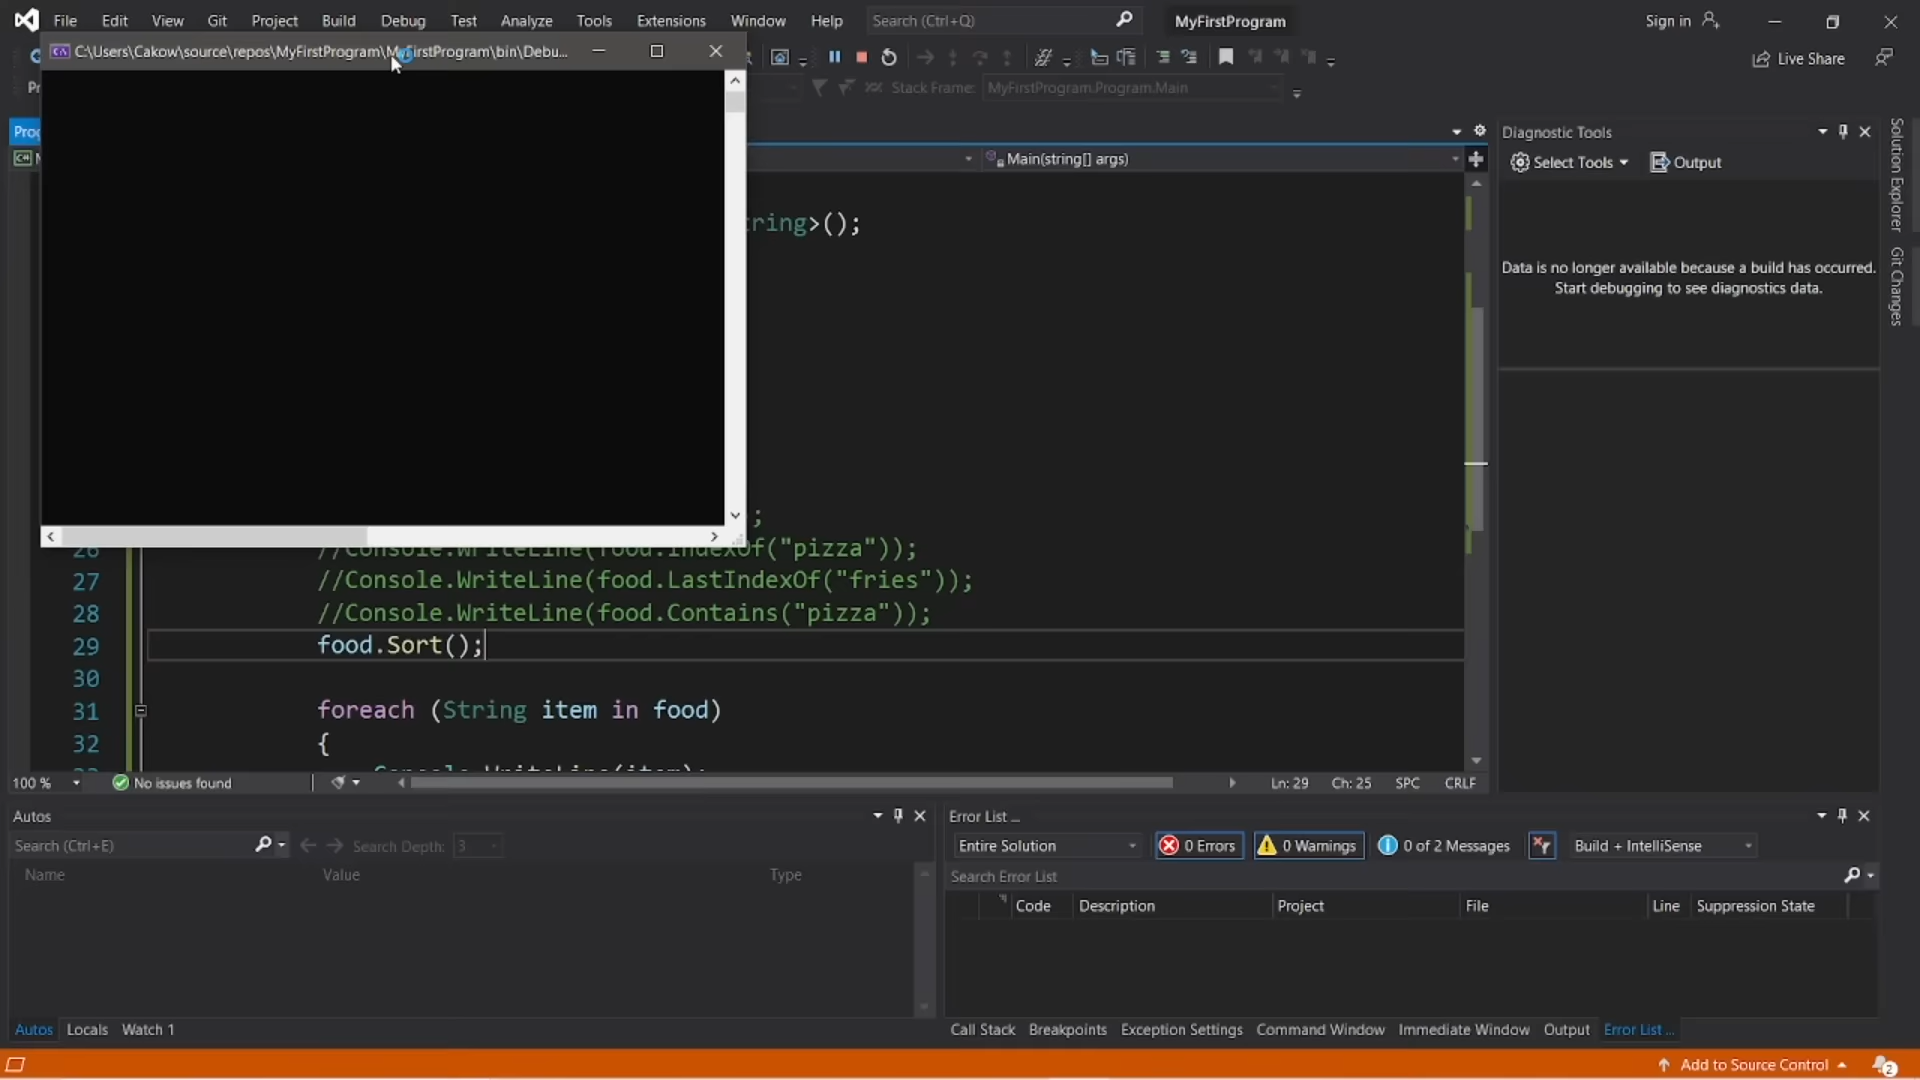 File Edit View Git Project Build Debug Test Analyze Tools Extensions Window Help Search (Ctrl+Q) MyFirstProgram Sign in
C:\Users\Cakow\source\repos\MyFirstProgram\MyFirstProgram\bin\Debu...
Live Share
Stack Frame: MyFirstProgram.Program.Main
Main(string[] args)
tring>();
;
26 //Console.WriteLine(food.IndexOf("pizza"));
27 //Console.WriteLine(food.LastIndexOf("fries"));
28 //Console.WriteLine(food.Contains("pizza"));
29 food.Sort();
30
31 foreach (String item in food)
32 {
33 Console.WriteLine(item);
100 % No issues found Ln: 29 Ch: 25 SPC CRLF
Diagnostic Tools
Select Tools Output
Data is no longer available because a build has occurred.
Start debugging to see diagnostics data.
Solution Explorer
Git Changes
Autos
Search (Ctrl+E) Search Depth: 3
Name Value Type
Autos Locals Watch 1
Error List ...
Entire Solution 0 Errors 0 Warnings 0 of 2 Messages Build + IntelliSense
Search Error List
Code Description Project File Line Suppression State
Call Stack Breakpoints Exception Settings Command Window Immediate Window Output Error List ...
Add to Source Control 2